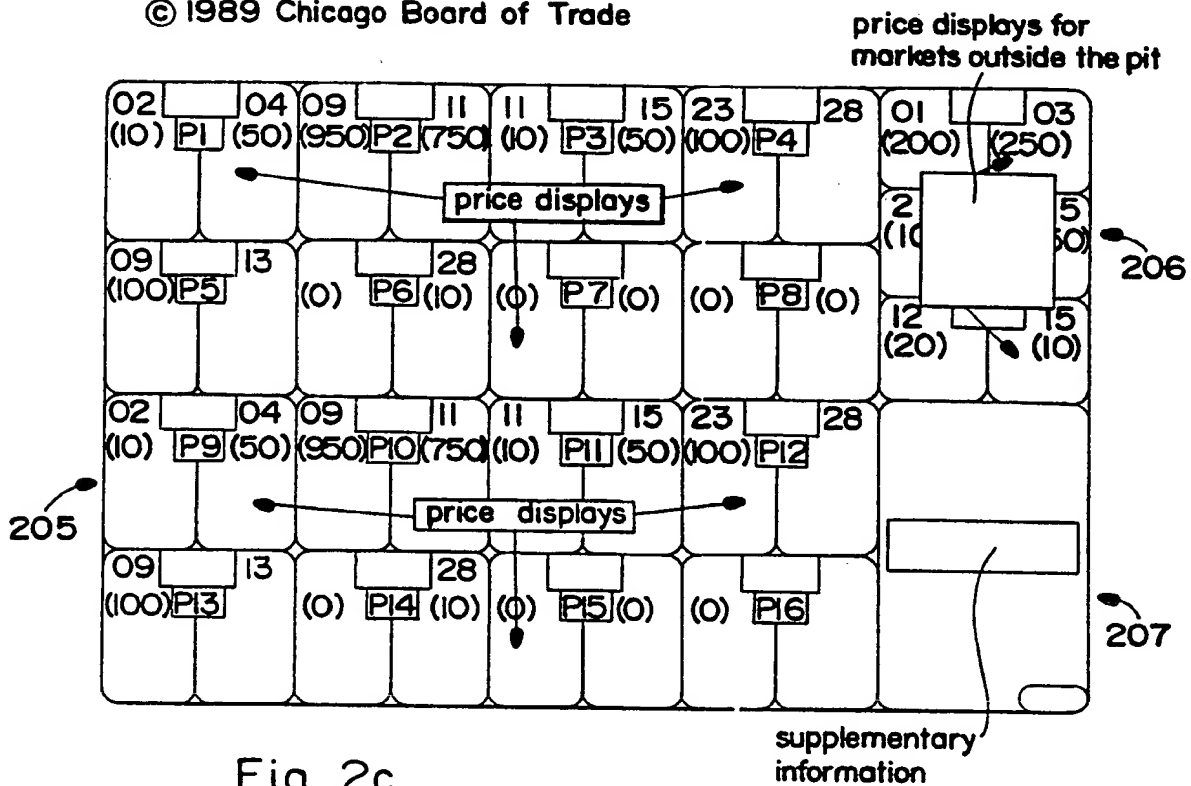 © 1989 Chicago Board of Trade
price displays for
markets outside the pit
02 04 09 11 11 15 23 28 01 03
(10) P1 (50) (950) P2 (750) (10) P3 (50) (100) P4 (200) (250)
price displays
2 5
(10 50)
206
09 13 28
(100) P5 (0) P6 (10) (0) P7 (0) (0) P8 (0)
12 15
(20) (10)
02 04 09 11 11 15 23 28
(10) P9 (50) (950) P10 (750) (10) P11 (50) (100) P12
205
price displays
09 13 28
(100) P13 (0) P14 (10) (0) P15 (0) (0) P16
207
supplementary
information
Fig. 2c